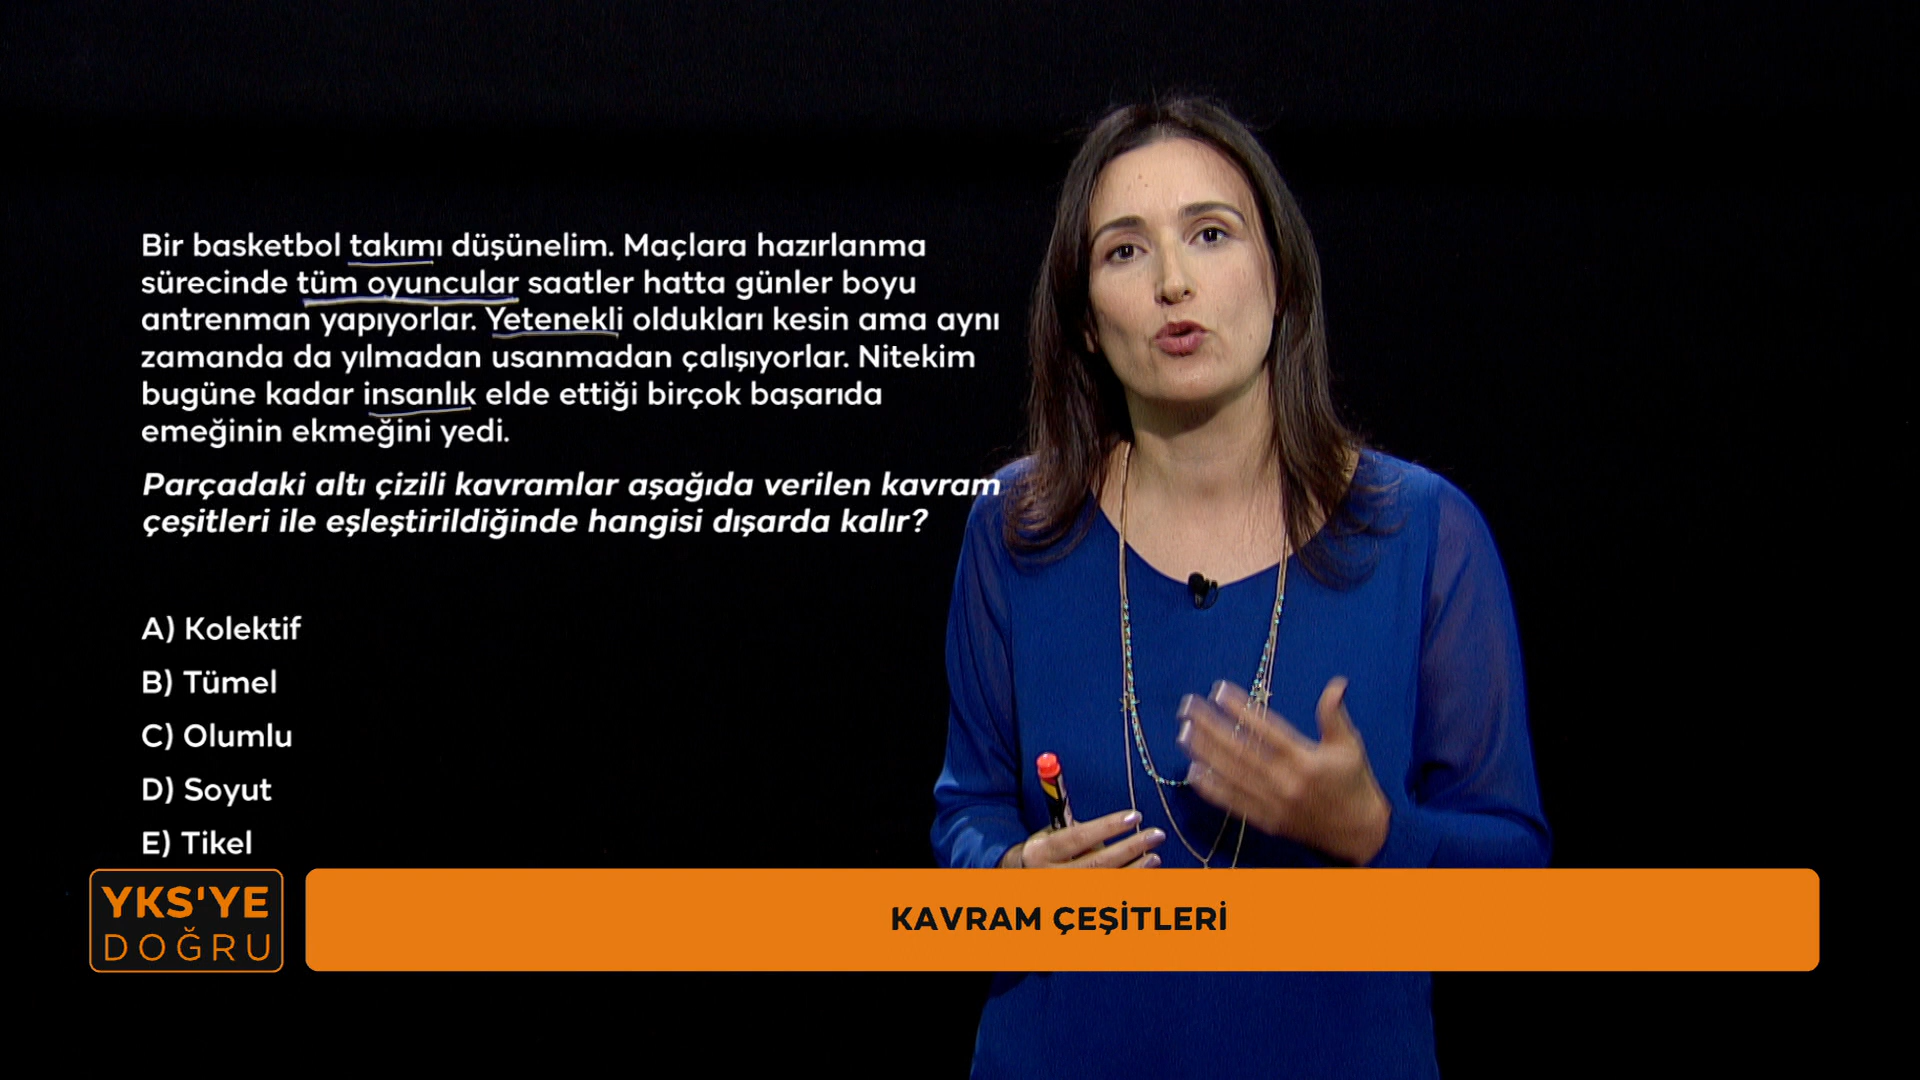 Bir basketbol takımı düşünelim. Maçlara hazırlanma
sürecinde tüm oyuncular saatler hatta günler boyu
antrenman yapıyorlar. Yetenekli oldukları kesin ama aynı
zamanda da yılmadan usanmadan çalışıyorlar. Nitekim
bugüne kadar insanlık elde ettiği birçok başarıda
emeğinin ekmeğini yedi.
Parçadaki altı çizili kavramlar aşağıda verilen kavram
çeşitleri ile eşleştirildiğinde hangisi dışarda kalır?
A) Kolektif
B) Tümel
C) Olumlu
D) Soyut
E) Tikel
YKS'YE
DOĞRU
KAVRAM ÇEŞİTLERİ